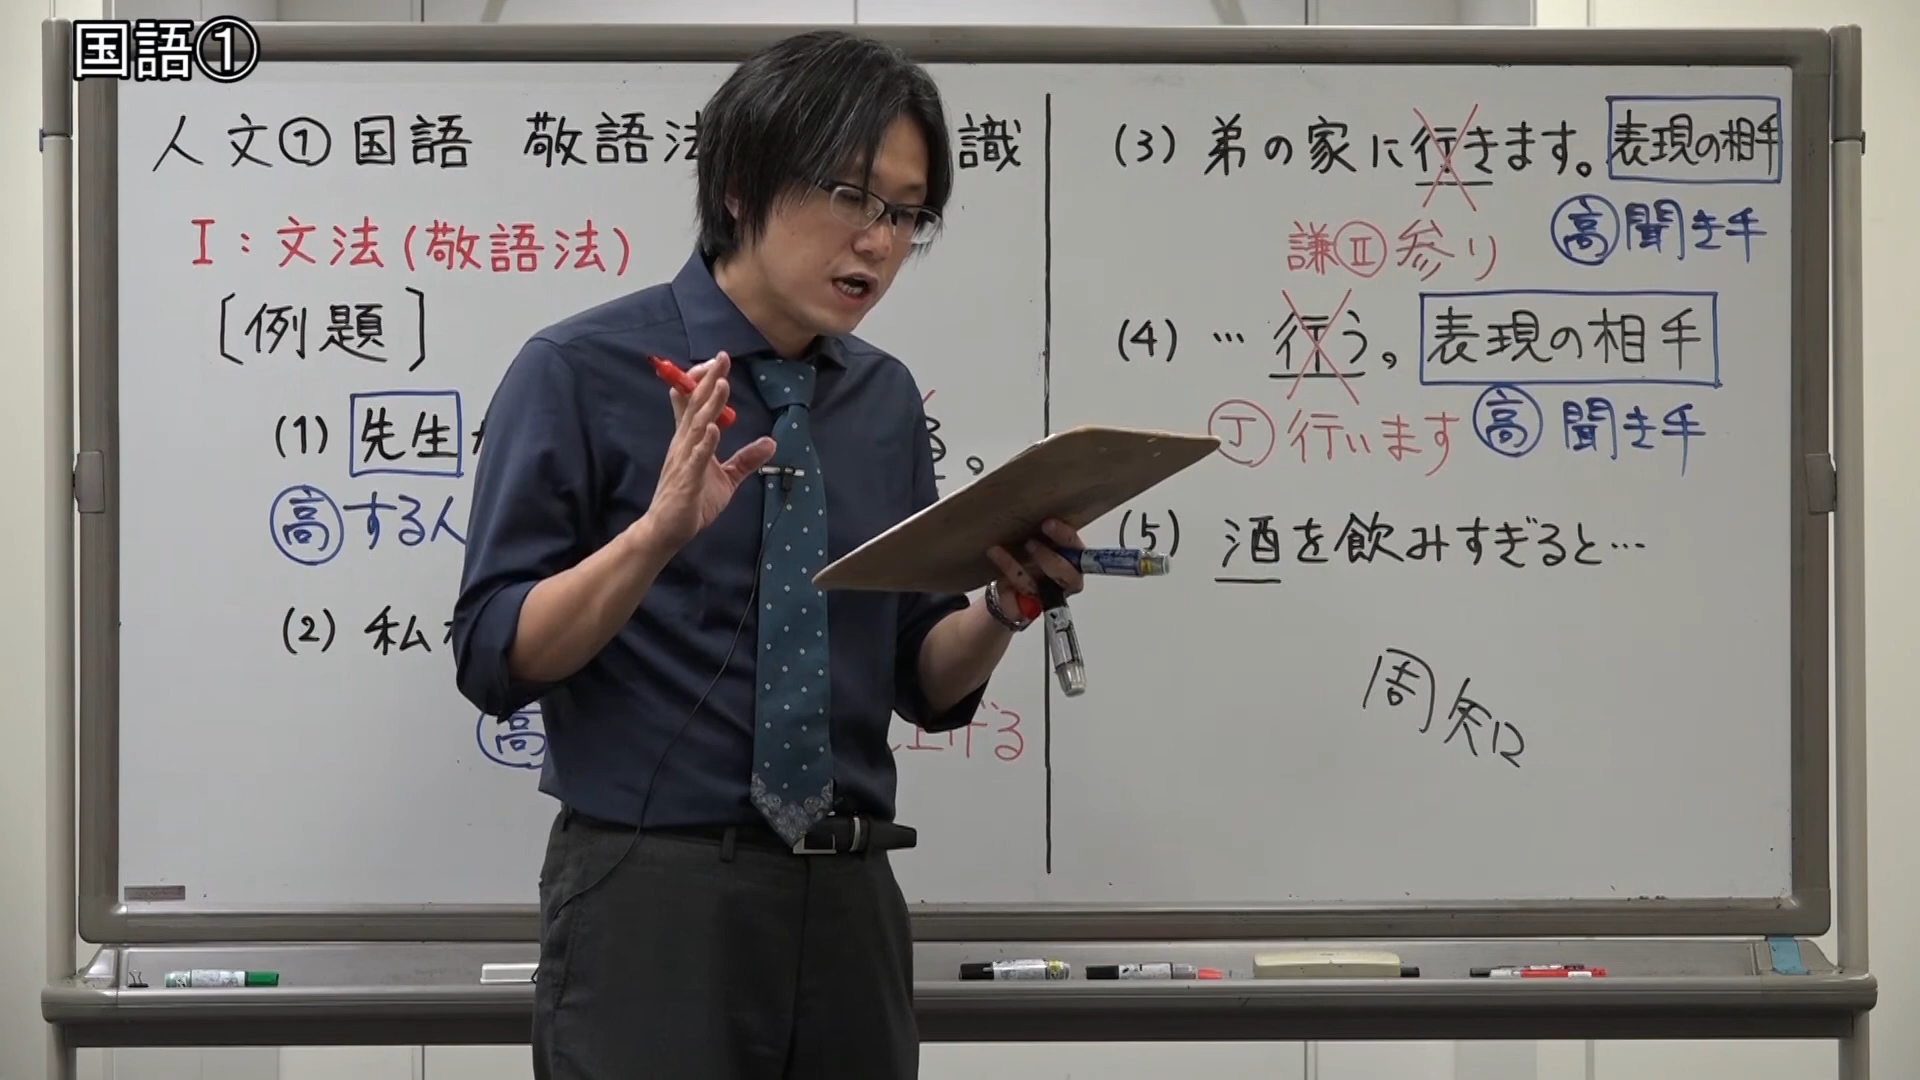 国語①
人文①国語 敬語法 識
Ⅰ:文法(敬語法)
[例題]
(1) 先生 。
高 する人
(2) 私
高 上げる
(3) 弟の家に行きます。 表現の相手
謙Ⅱ 参り 高 聞き手
(4) … 行う。 表現の相手
丁 行います 高 聞き手
(5) 酒を飲みすぎると…
周知